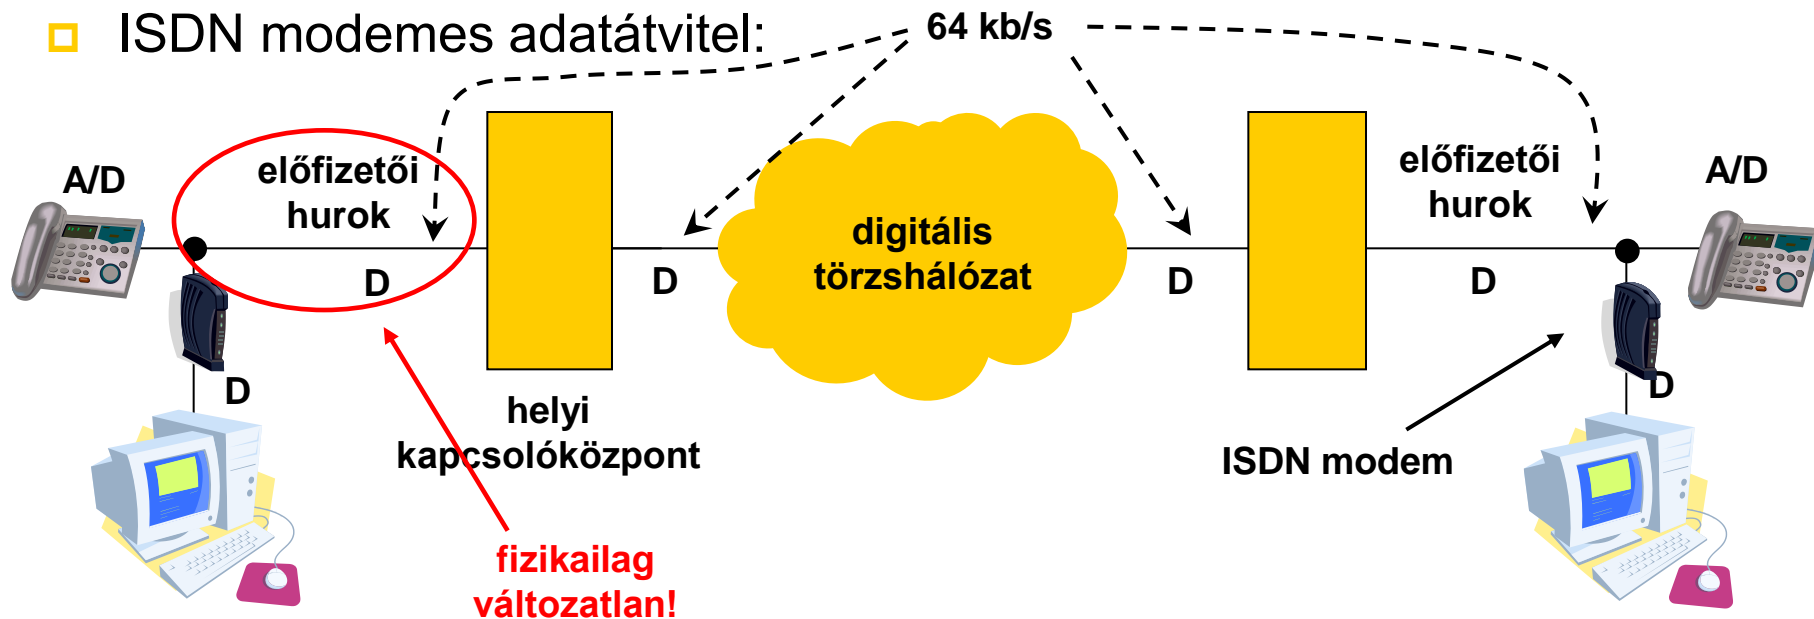 ISDN modemes adatátvitel:
64 kb/s
A/D
előfizetői
hurok
D
D
digitális
törzshálózat
D
előfizetői
hurok
D
A/D
D
D
helyi
kapcsolóközpont
ISDN modem
fizikailag
változatlan!